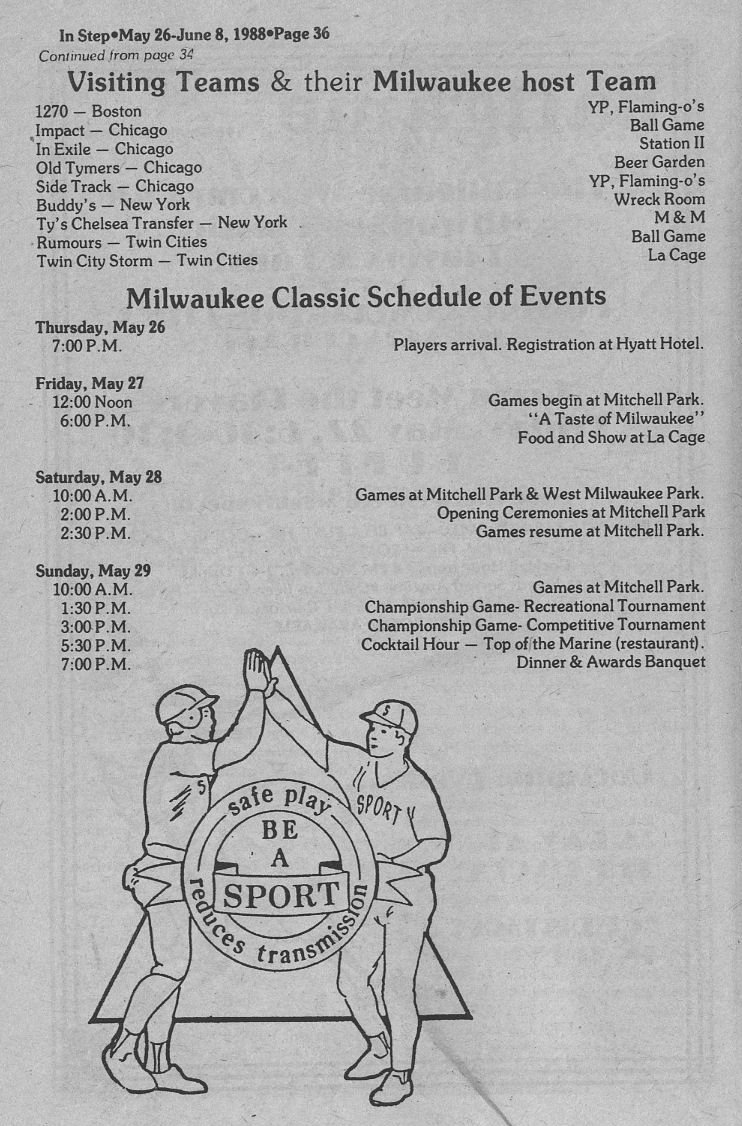 In Step•May 26-June 8, 1988•Page 36
Continued from page 34
Visiting Teams & their Milwaukee host Team
1270 — Boston YP, Flaming-o's
Impact — Chicago Ball Game
In Exile — Chicago Station II
Old Tymers — Chicago Beer Garden
Side Track — Chicago YP, Flaming-o's
Buddy's — New York Wreck Room
Ty's Chelsea Transfer — New York M & M
Rumours — Twin Cities Ball Game
Twin City Storm — Twin Cities La Cage
Milwaukee Classic Schedule of Events
Thursday, May 26
7:00 P.M. Players arrival. Registration at Hyatt Hotel.
Friday, May 27
12:00 Noon Games begin at Mitchell Park.
6:00 P.M. "A Taste of Milwaukee"
Food and Show at La Cage
Saturday, May 28
10:00 A.M. Games at Mitchell Park & West Milwaukee Park.
2:00 P.M. Opening Ceremonies at Mitchell Park
2:30 P.M. Games resume at Mitchell Park.
Sunday, May 29
10:00 A.M. Games at Mitchell Park.
1:30 P.M. Championship Game- Recreational Tournament
3:00 P.M. Championship Game- Competitive Tournament
5:30 P.M. Cocktail Hour — Top of the Marine (restaurant).
7:00 P.M. Dinner & Awards Banquet
S
S
SPORT
safe play
BE
A
SPORT
reduces transmission